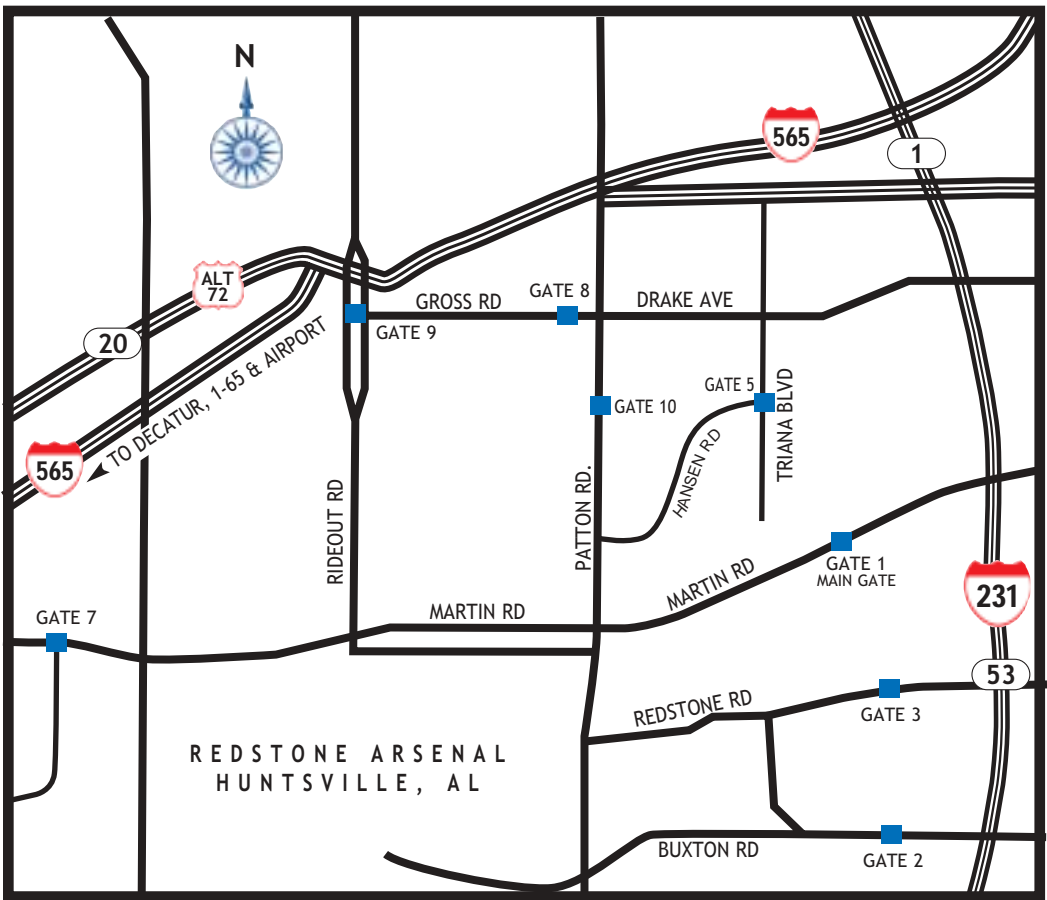 N
565
1
ALT
72
GROSS RD
GATE 8
DRAKE AVE
GATE 9
20
TO DECATUR, 1-65 & AIRPORT
GATE 5
TRIANA BLVD
GATE 10
HANSEN RD
565
RIDEOUT RD
PATTON RD.
GATE 1
MAIN GATE
MARTIN RD
231
MARTIN RD
GATE 7
53
REDSTONE RD
GATE 3
REDSTONE ARSENAL
HUNTSVILLE, AL
BUXTON RD
GATE 2